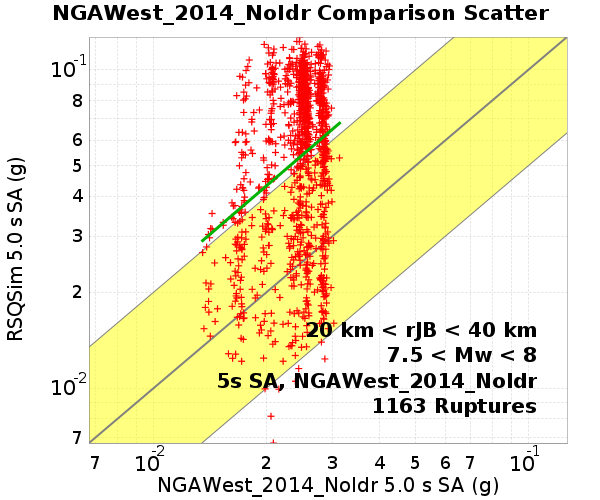 NGAWest_2014_NoIdr Comparison Scatter
RSQSim 5.0 s SA (g)
10-1
8
6
5
4
3
2
10-2
7
20 km < rJB < 40 km
7.5 < Mw < 8
5s SA, NGAWest_2014_NoIdr
1163 Ruptures
7 10-2 2 3 4 5 6 7 10-1
NGAWest_2014_NoIdr 5.0 s SA (g)